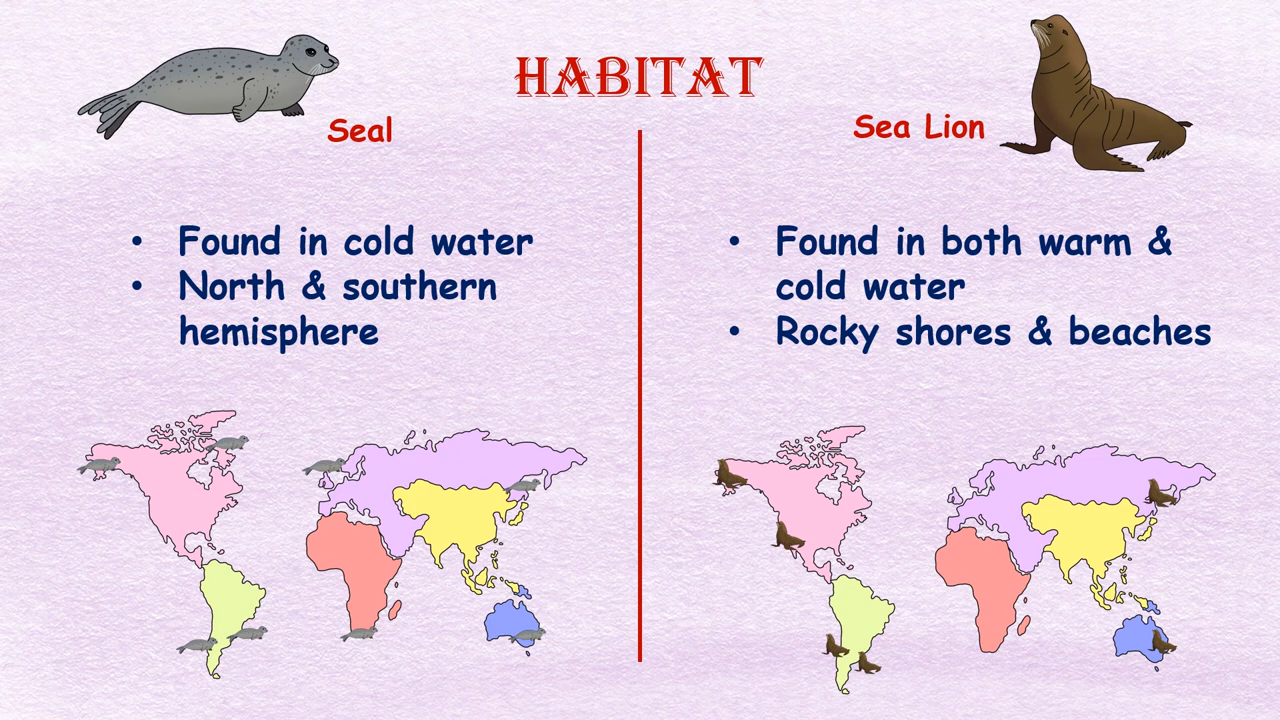 HABITAT
Seal
• Found in cold water
• North & southern
hemisphere
Sea Lion
• Found in both warm &
cold water
• Rocky shores & beaches